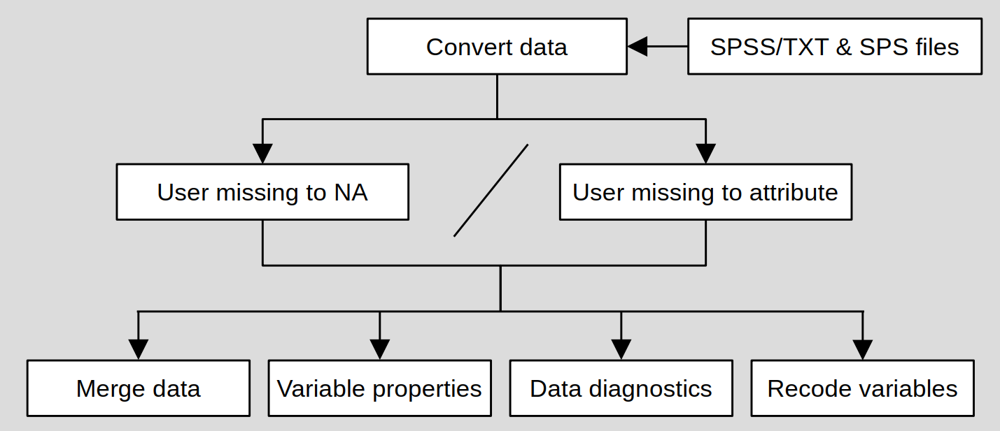 Convert data
SPSS/TXT & SPS files
User missing to NA
User missing to attribute
Merge data
Variable properties
Data diagnostics
Recode variables